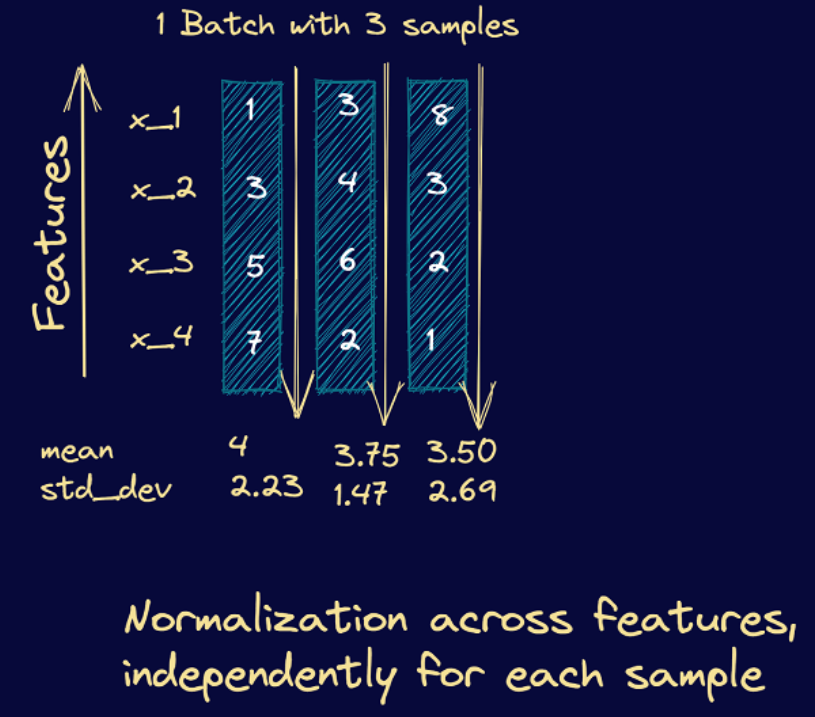 1 Batch with 3 samples
Features
x_1 1 3 8
x_2 3 4 3
x_3 5 6 2
x_4 7 2 1
mean 4 3.75 3.50
std_dev 2.23 1.47 2.69
Normalization across features,
independently for each sample